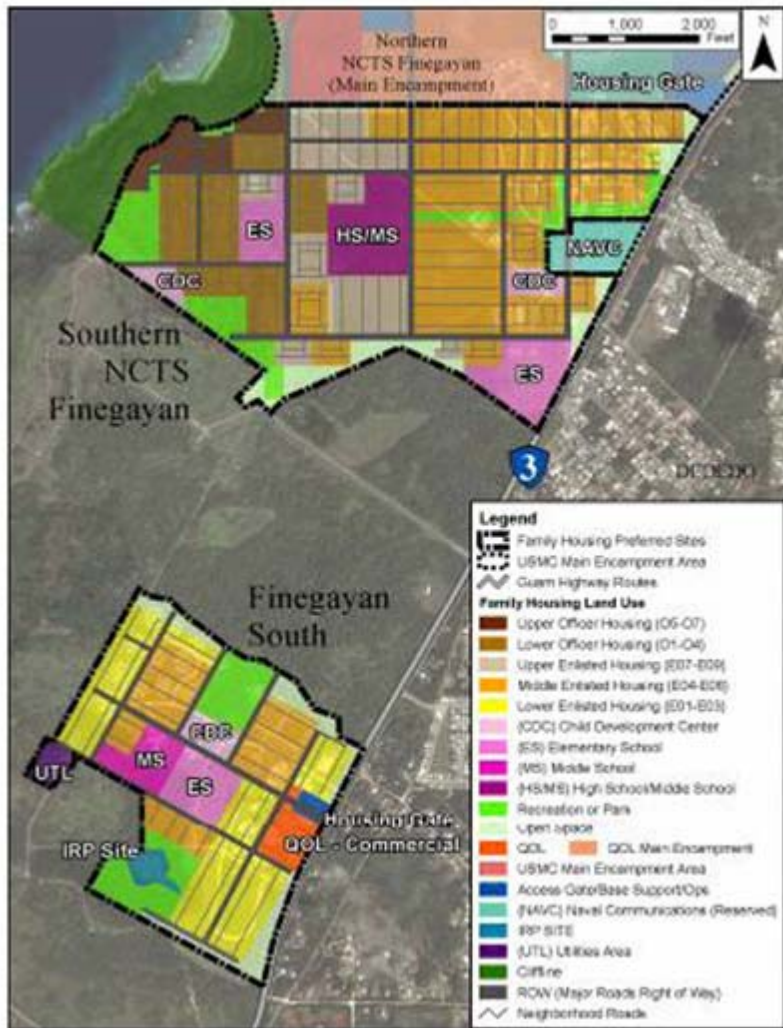 0 1,000 2,000
Feet
N
Northern
NCTS Finegayan
(Main Encampment)
Housing Gate
ES
HS/MS
NAVC
CDC
CDC
Southern
NCTS
Finegayan
ES
3
DEDEDO
Finegayan
South
CDC
MS
ES
UTL
Housing Gate
QOL - Commercial
IRP Site
Legend
Family Housing Preferred Sites
USMC Main Encampment Area
Guam Highway Routes
Family Housing Land Use
Upper Officer Housing (O5-O7)
Lower Officer Housing (O1-O4)
Upper Enlisted Housing (E07-E09)
Middle Enlisted Housing (E04-E06)
Lower Enlisted Housing (E01-E03)
(CDC) Child Development Center
(ES) Elementary School
(MS) Middle School
(HS/MS) High School/Middle School
Recreation or Park
Open Space
QOL QOL Main Encampment
USMC Main Encampment Area
Access Gate/Base Support/Ops
(NAVC) Naval Communications (Reserved)
IRP SITE
(UTL) Utilities Area
Cliffline
ROW (Major Roads Right of Way)
Neighborhood Roads